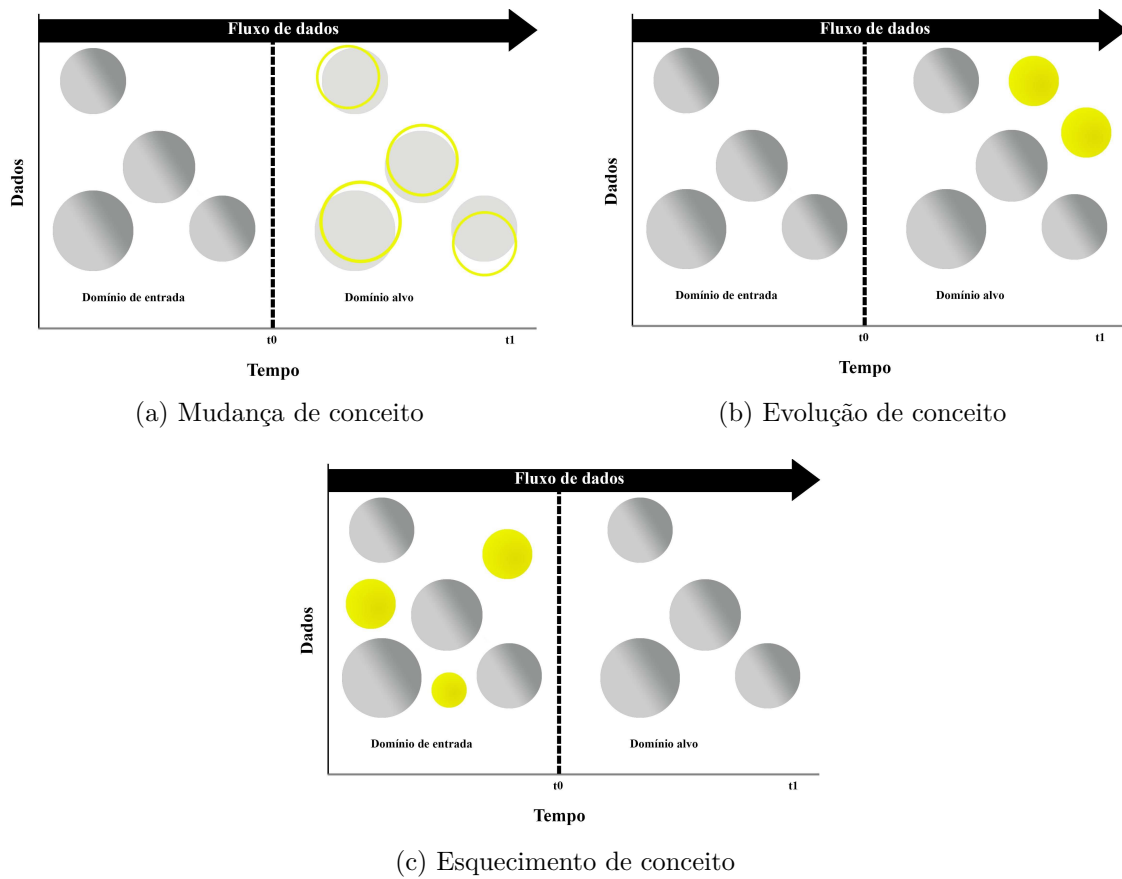 Fluxo de dados
Dados
Domínio de entrada
Domínio alvo
t0
t1
Tempo
(a) Mudança de conceito
Fluxo de dados
Dados
Domínio de entrada
Domínio alvo
t0
t1
Tempo
(b) Evolução de conceito
Fluxo de dados
Dados
Domínio de entrada
Domínio alvo
t0
t1
Tempo
(c) Esquecimento de conceito